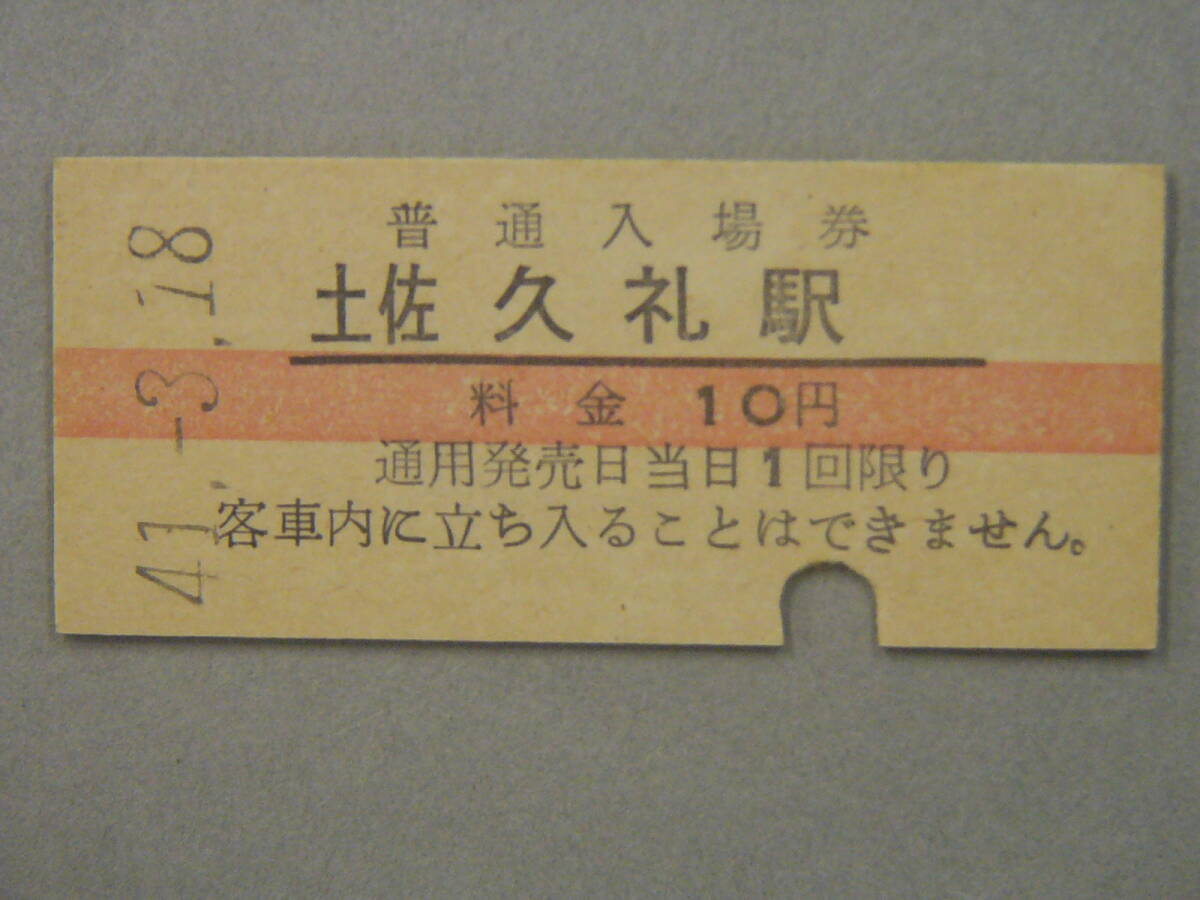 普通入場券
土佐久礼駅
料金 10円
通用発売日当日1回限り
客車内に立ち入ることはできません。
41.-3.18